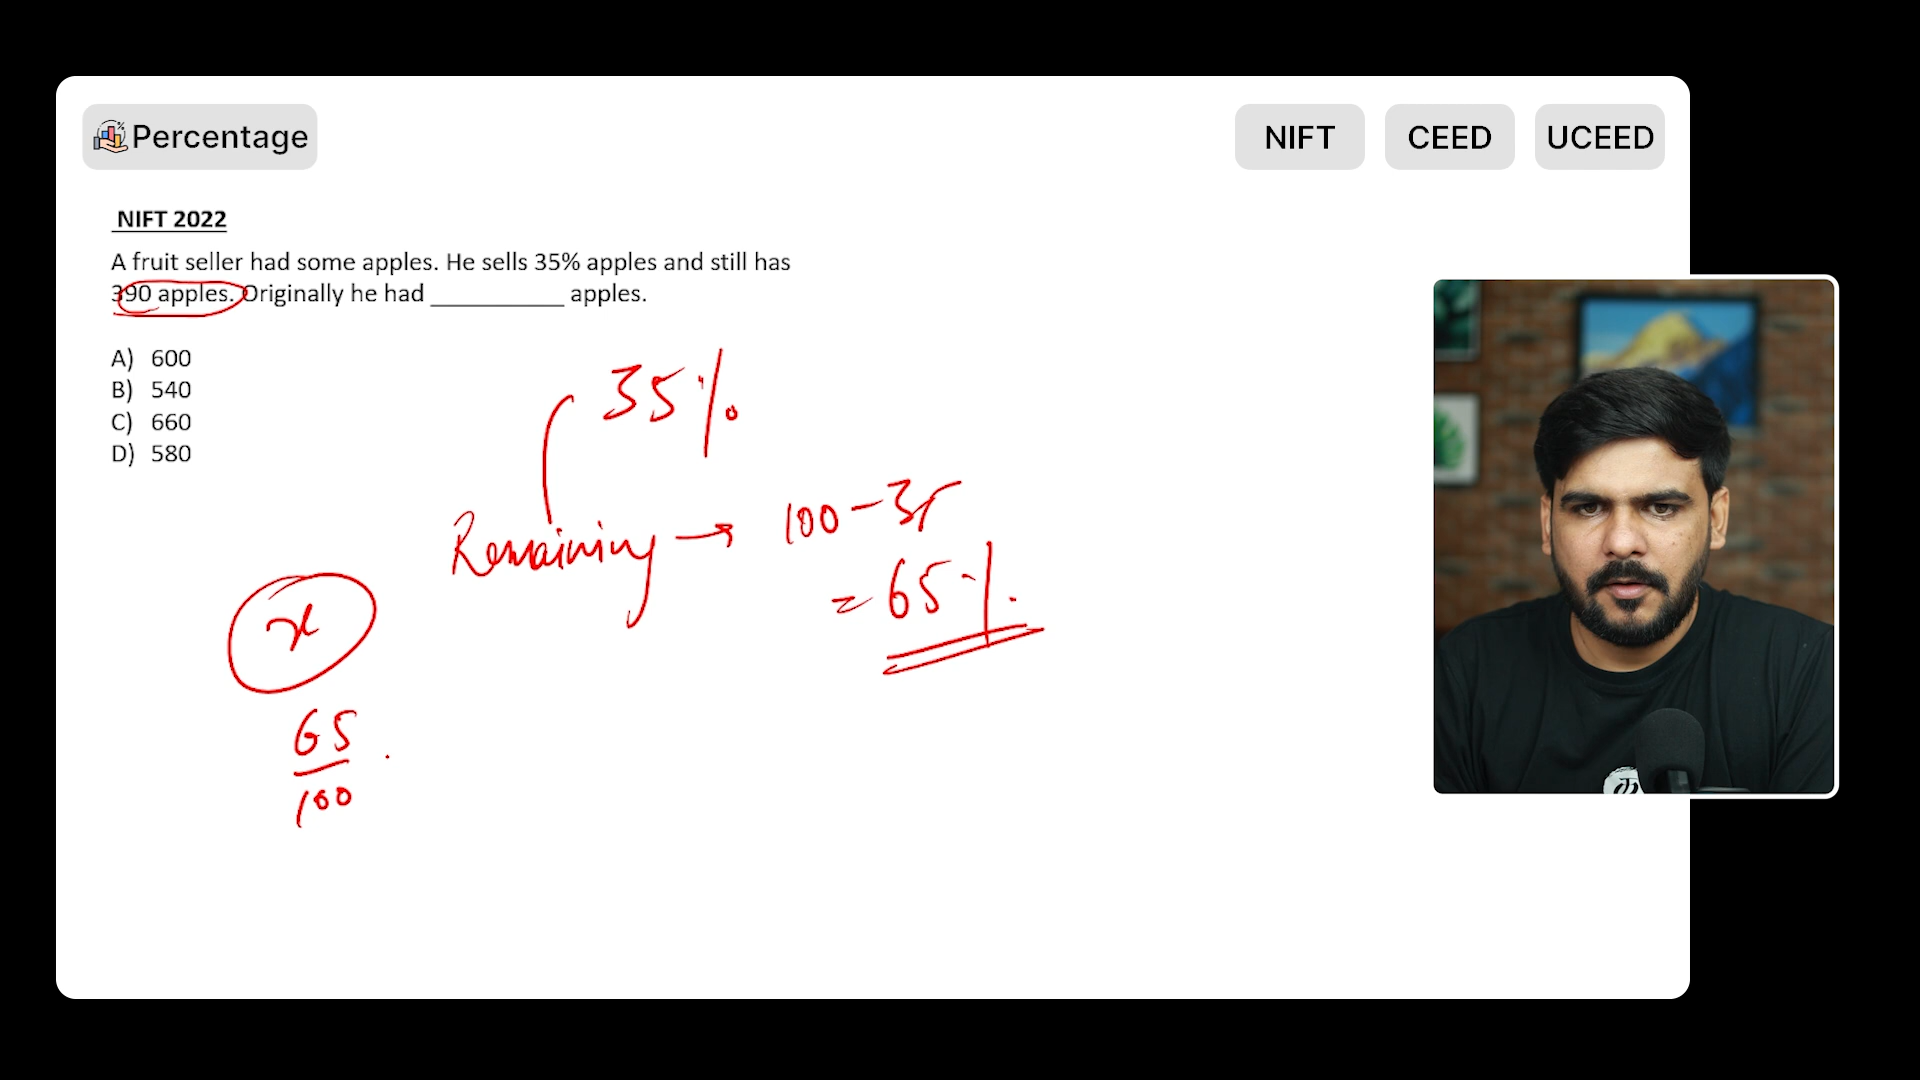 Percentage
NIFT CEED UCEED
NIFT 2022
A fruit seller had some apples. He sells 35% apples and still has
390 apples. Originally he had __________ apples.
A) 600
B) 540
C) 660
D) 580
35%
Remaining → 100 - 35
= 65%
x
65
100
क